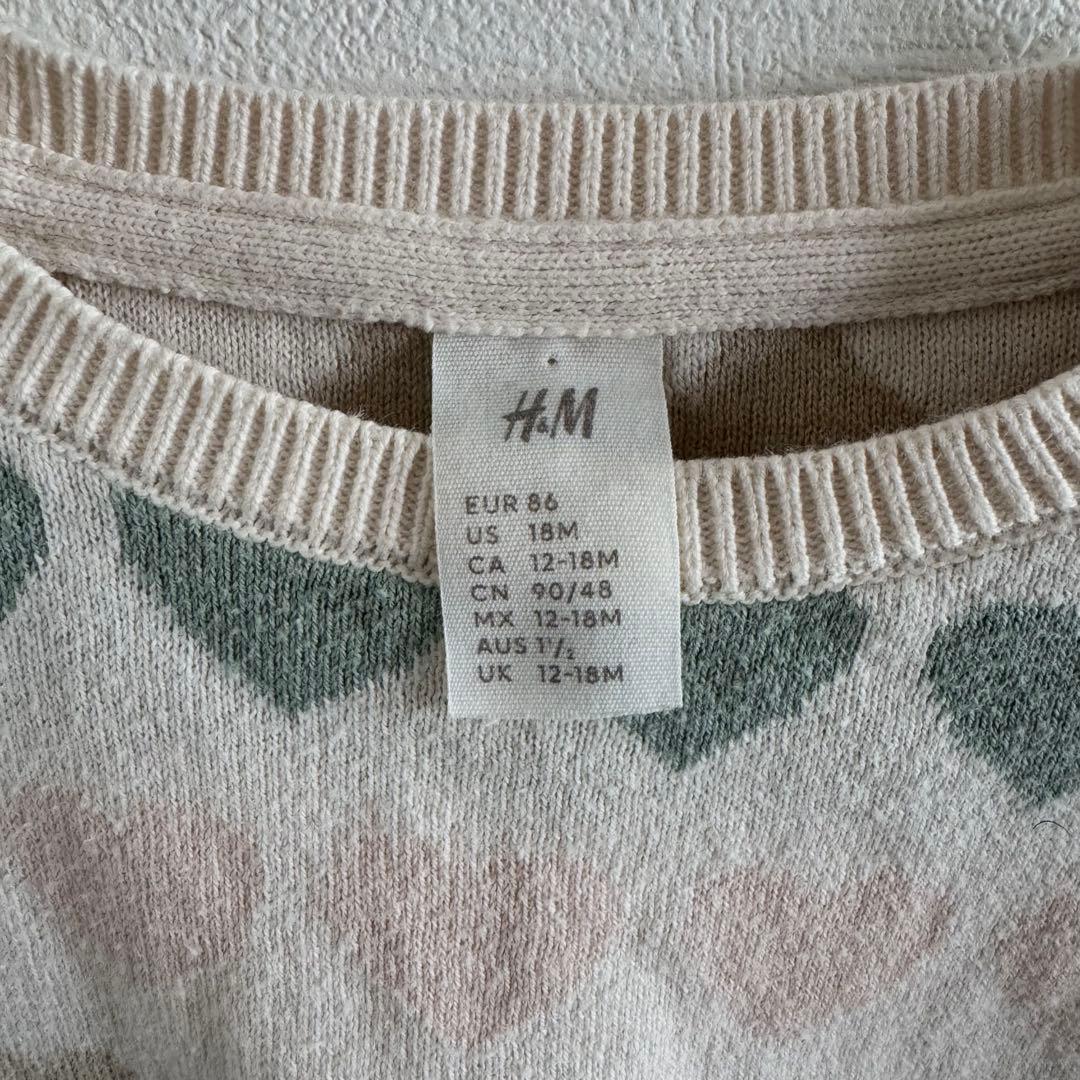 H&M
EUR 86
US 18M
CA 12-18M
CN 90/48
MX 12-18M
AUS 1½
UK 12-18M